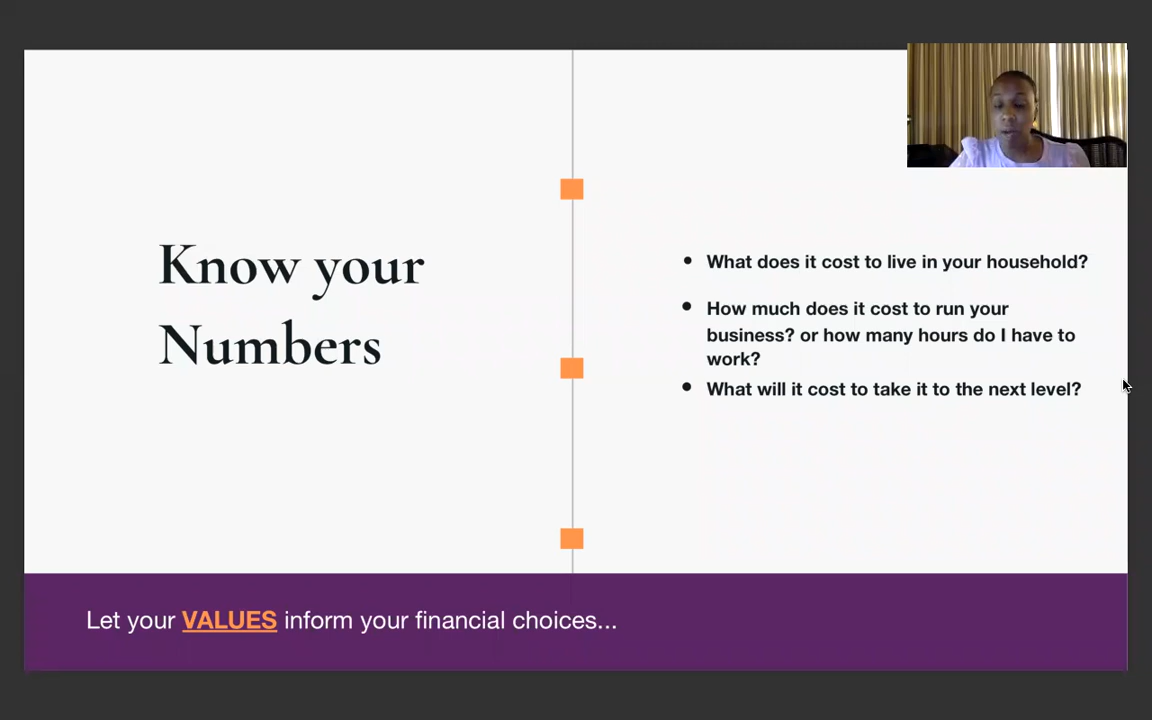 Know your
Numbers
• What does it cost to live in your household?
• How much does it cost to run your
business? or how many hours do I have to
work?
• What will it cost to take it to the next level?
Let your VALUES inform your financial choices...